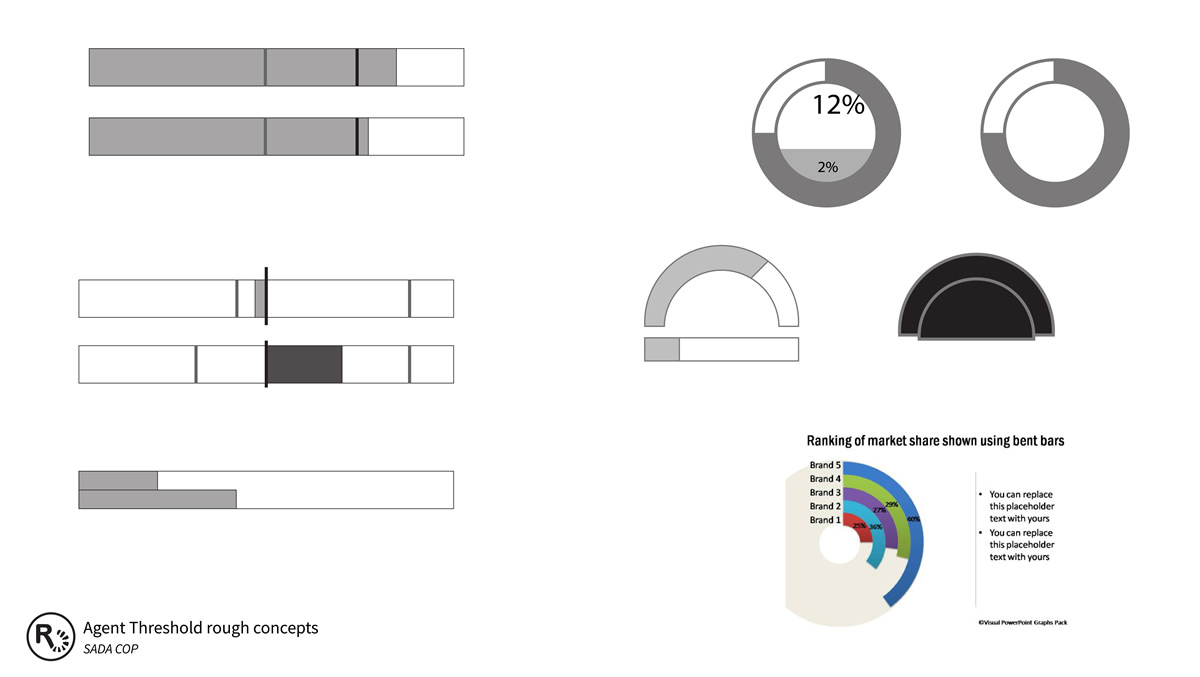 12%
2%
Ranking of market share shown using bent bars
Brand 5
Brand 4
Brand 3
Brand 2
Brand 1
40%
29%
27%
36%
25%
• You can replace
this placeholder
text with yours
• You can replace
this placeholder
text with yours
©Visual PowerPoint Graphs Pack
R
Agent Threshold rough concepts
SADA COP